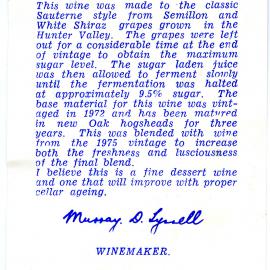 This wine was made to the classic
Sauterne style from Semillon and
White Shiraz grapes grown in the
Hunter Valley. The grapes were left
out for a considerable time at the end
of vintage to obtain the maximum
sugar level. The sugar laden juice
was then allowed to ferment slowly
until the fermentation was halted
at approximately 9.5% sugar. The
base material for this wine was vint-
aged in 1972 and has been matured
in new Oak hogsheads for three
years. This was blended with wine
from the 1975 vintage to increase
both the freshness and lusciousness
of the final blend.
I believe this is a fine dessert wine
and one that will improve with proper
cellar ageing.
Murray. D. Tyrrell
WINEMAKER.